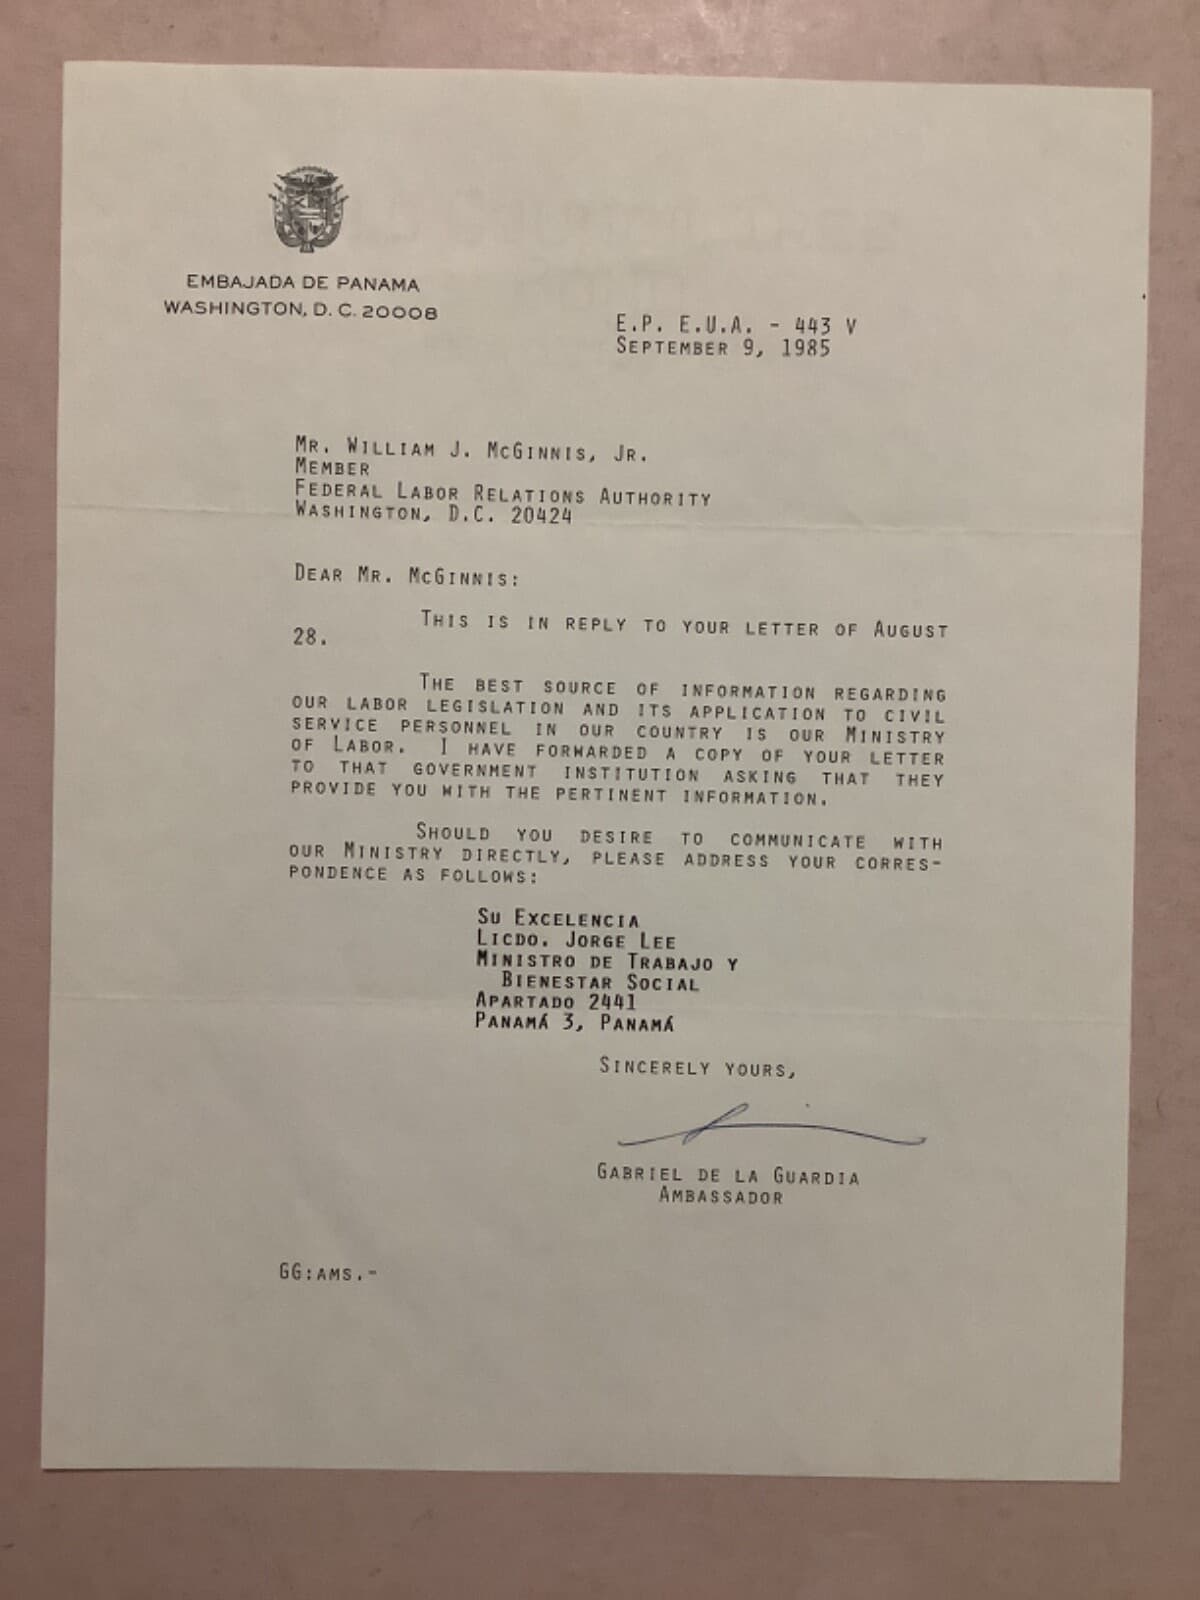 EMBAJADA DE PANAMA
WASHINGTON, D. C. 20008
E.P. E.U.A. - 443 V
SEPTEMBER 9, 1985
MR. WILLIAM J. MCGINNIS, JR.
MEMBER
FEDERAL LABOR RELATIONS AUTHORITY
WASHINGTON, D.C. 20424
DEAR MR. MCGINNIS:
THIS IS IN REPLY TO YOUR LETTER OF AUGUST
28.
THE BEST SOURCE OF INFORMATION REGARDING
OUR LABOR LEGISLATION AND ITS APPLICATION TO CIVIL
SERVICE PERSONNEL IN OUR COUNTRY IS OUR MINISTRY
OF LABOR. I HAVE FORWARDED A COPY OF YOUR LETTER
TO THAT GOVERNMENT INSTITUTION ASKING THAT THEY
PROVIDE YOU WITH THE PERTINENT INFORMATION.
SHOULD YOU DESIRE TO COMMUNICATE WITH
OUR MINISTRY DIRECTLY, PLEASE ADDRESS YOUR CORRES-
PONDENCE AS FOLLOWS:
SU EXCELENCIA
LICDO. JORGE LEE
MINISTRO DE TRABAJO Y
BIENESTAR SOCIAL
APARTADO 2441
PANAMÁ 3, PANAMÁ
SINCERELY YOURS,
GABRIEL DE LA GUARDIA
AMBASSADOR
GG:AMS.-